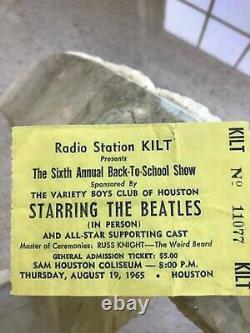 Radio Station KILT
Presents
The Sixth Annual Back-To-School Show
Sponsored By
THE VARIETY BOYS CLUB OF HOUSTON
STARRING THE BEATLES
(IN PERSON)
AND ALL-STAR SUPPORTING CAST
Master of Ceremonies: RUSS KNIGHT—The Weird Beard
GENERAL ADMISSION TICKET: $5.00
SAM HOUSTON COLISEUM — 8:00 P.M.
THURSDAY, AUGUST 19, 1965 • HOUSTON
KILT
Nº 11077
KILT